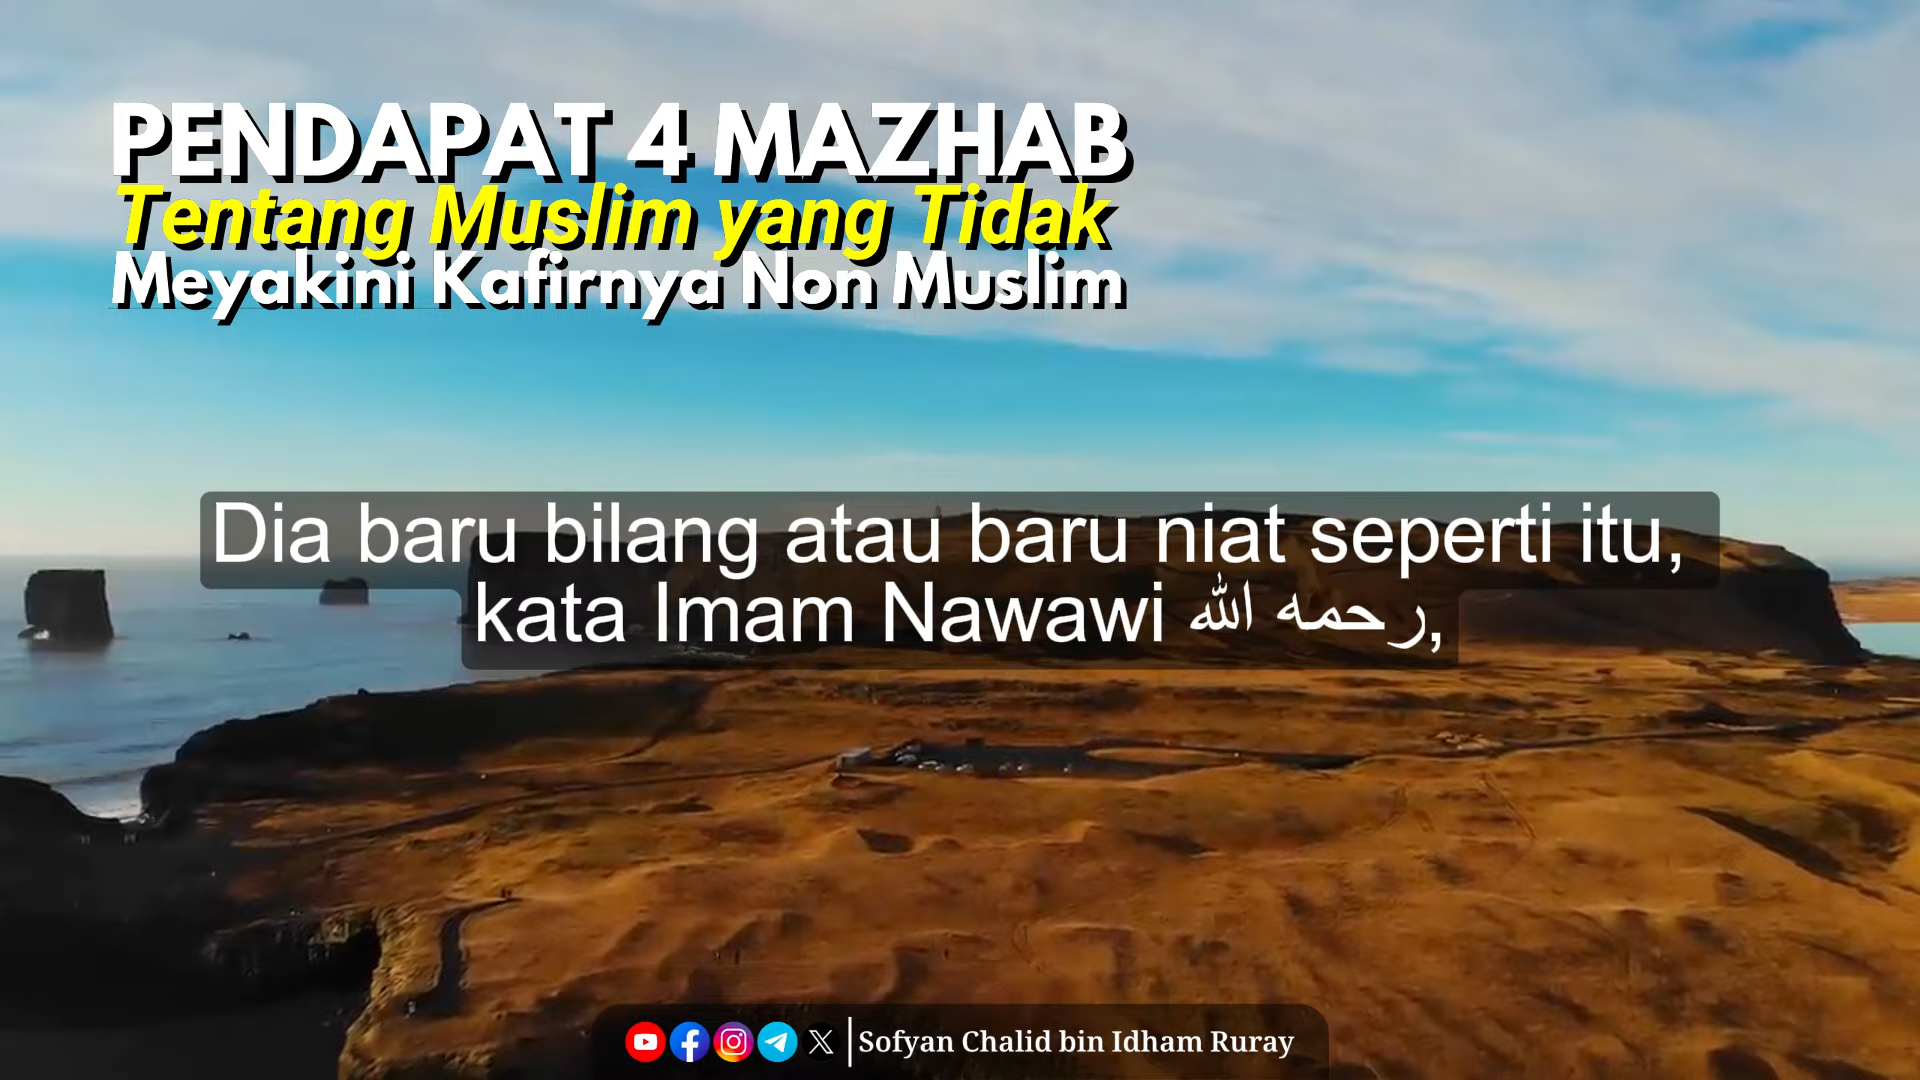 PENDAPAT 4 MAZHAB
Tentang Muslim yang Tidak
Meyakini Kafirnya Non Muslim
Dia baru bilang atau baru niat seperti itu,
kata Imam Nawawi رحمه الله,
Sofyan Chalid bin Idham Ruray